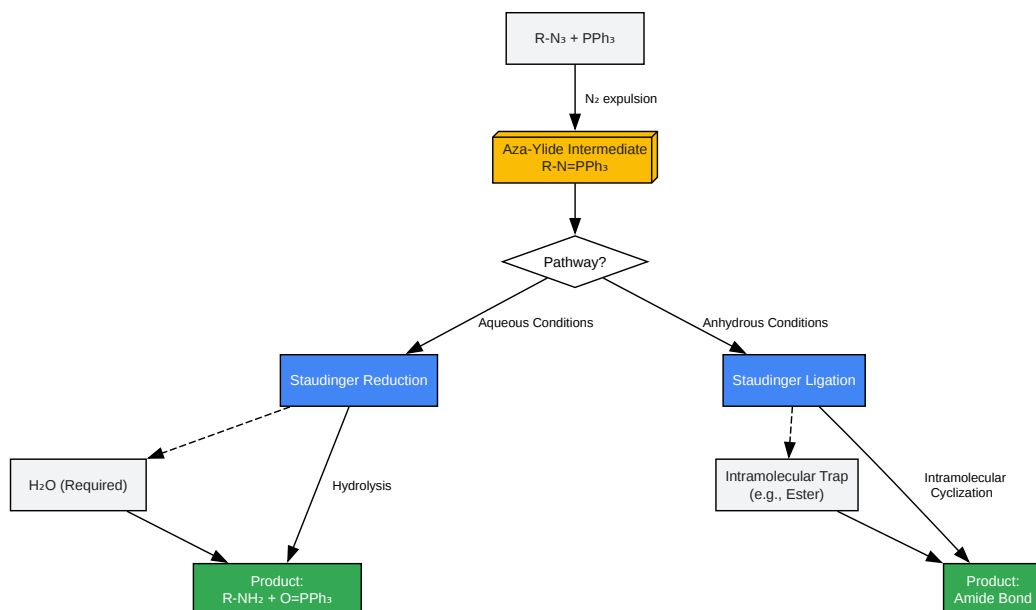 R-N₃ + PPh₃
N₂ expulsion
Aza-Ylide Intermediate
R-N=PPh₃
Pathway?
Aqueous Conditions
Anhydrous Conditions
Staudinger Reduction
Staudinger Ligation
H₂O (Required)
Hydrolysis
Intramolecular Trap
(e.g., Ester)
Intramolecular
Cyclization
Product:
R-NH₂ + O=PPh₃
Product:
Amide Bond